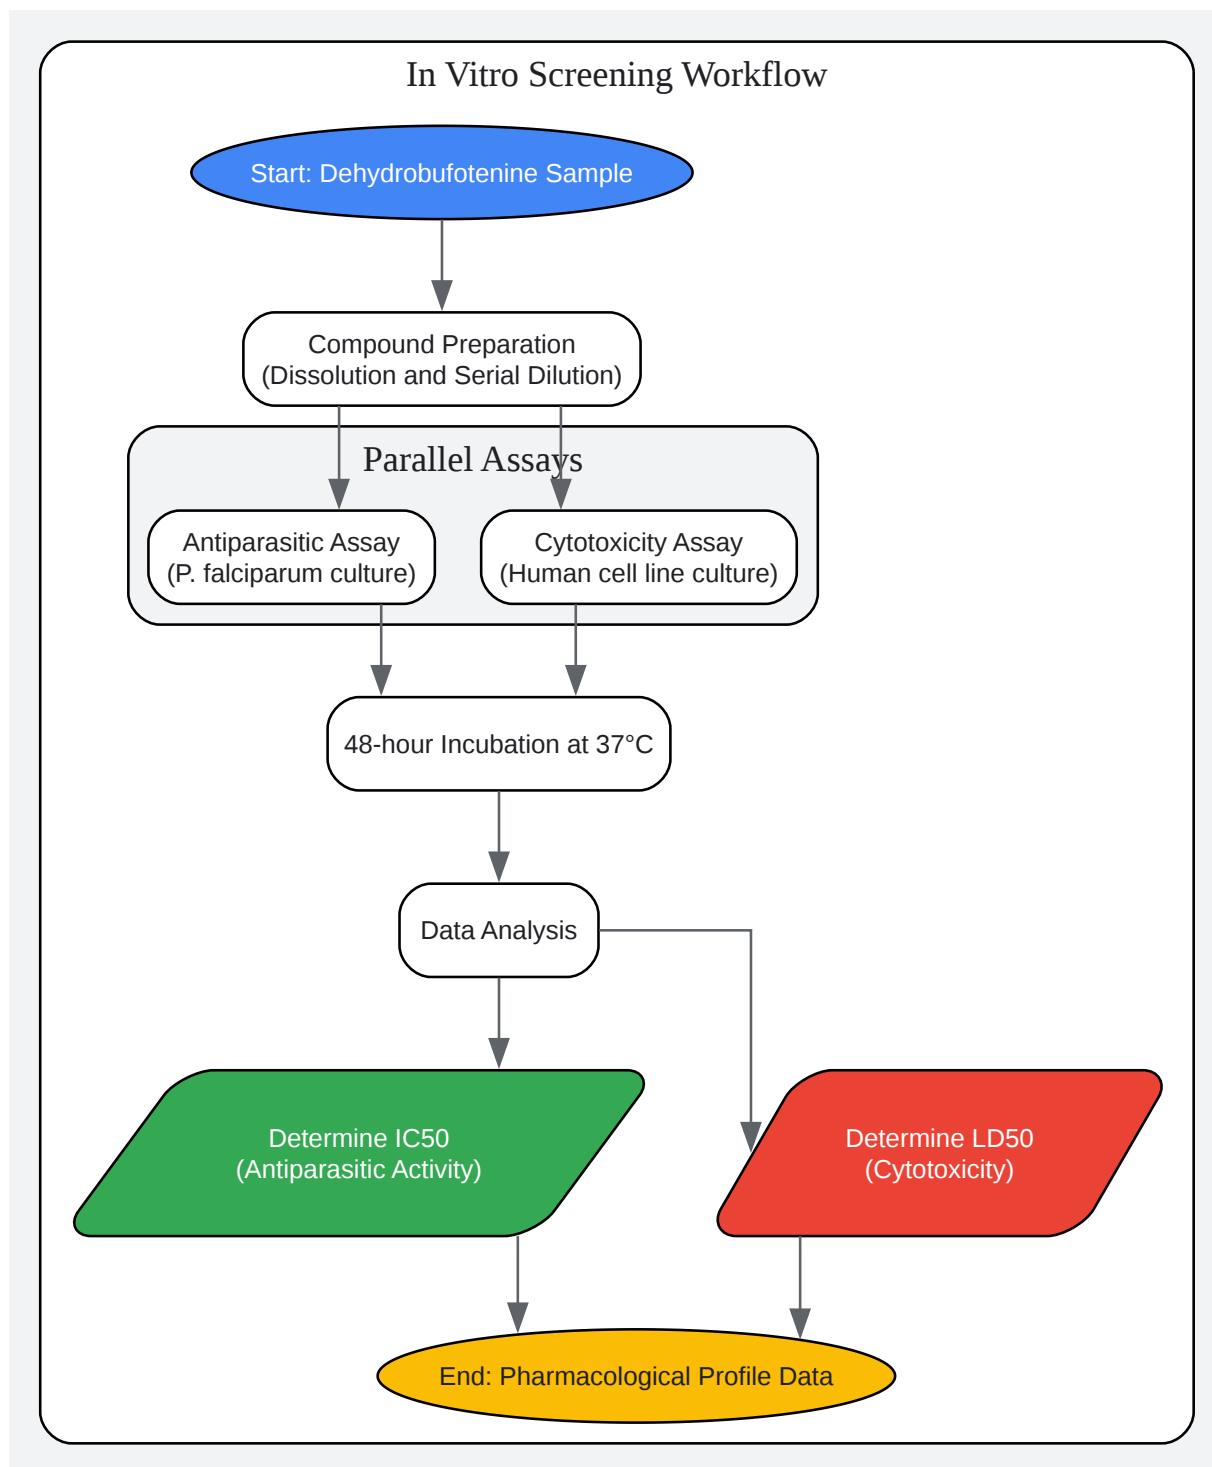 In Vitro Screening Workflow
Start: Dehydrobufotenine Sample
Compound Preparation
(Dissolution and Serial Dilution)
Parallel Assays
Antiparasitic Assay
(P. falciparum culture)
Cytotoxicity Assay
(Human cell line culture)
48-hour Incubation at 37°C
Data Analysis
Determine IC50
(Antiparasitic Activity)
Determine LD50
(Cytotoxicity)
End: Pharmacological Profile Data